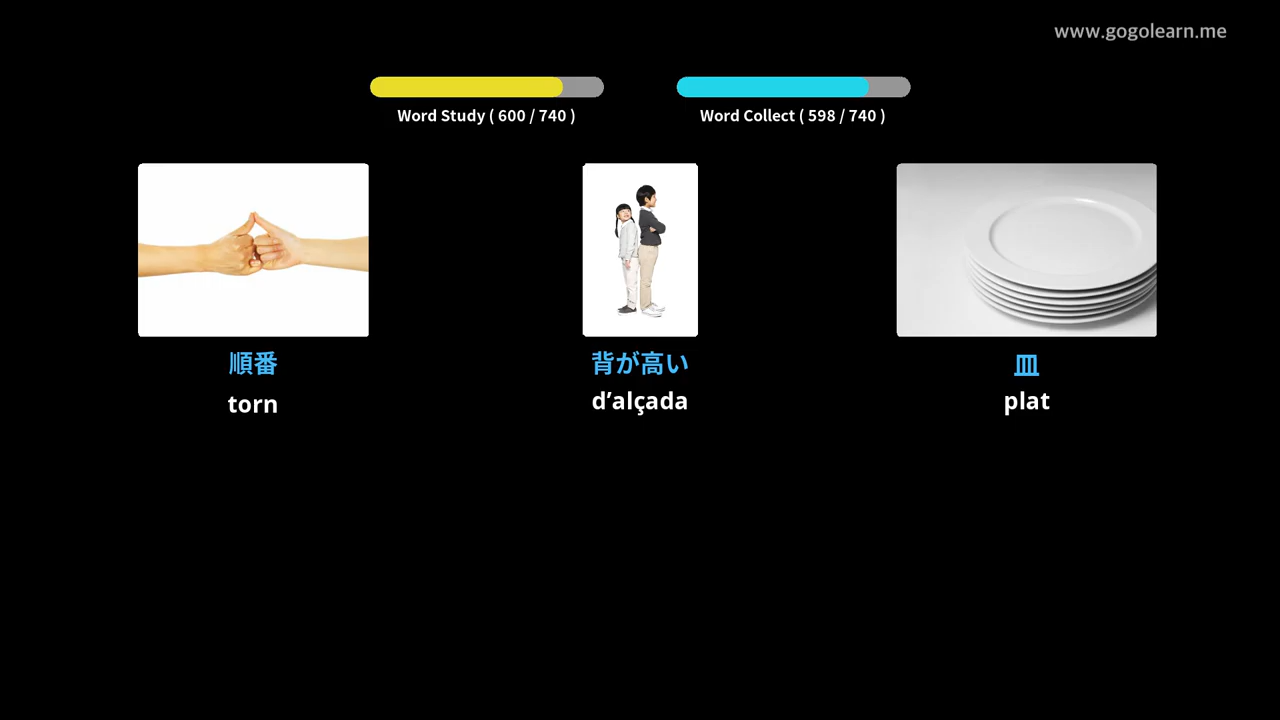 www.gogolearn.me
Word Study ( 600 / 740 )
Word Collect ( 598 / 740 )
順番
torn
背が高い
d’alçada
皿
plat